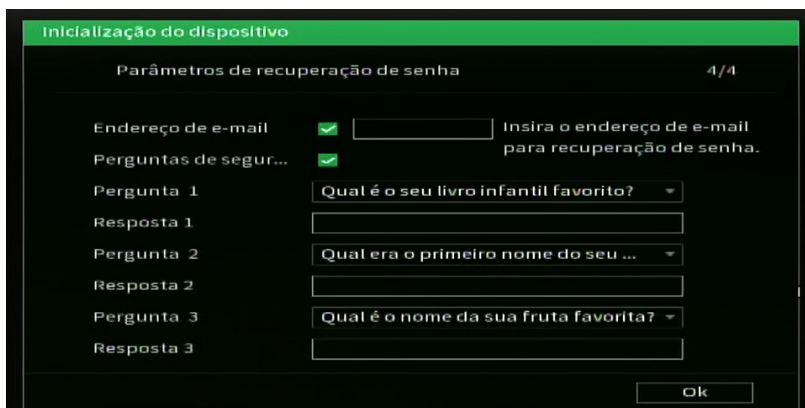 Inicialização do dispositivo
Parâmetros de recuperação de senha 4/4
Endereço de e-mail Insira o endereço de e-mail
para recuperação de senha.
Perguntas de segur...
Pergunta 1 Qual é o seu livro infantil favorito?
Resposta 1
Pergunta 2 Qual era o primeiro nome do seu ...
Resposta 2
Pergunta 3 Qual é o nome da sua fruta favorita?
Resposta 3
Ok